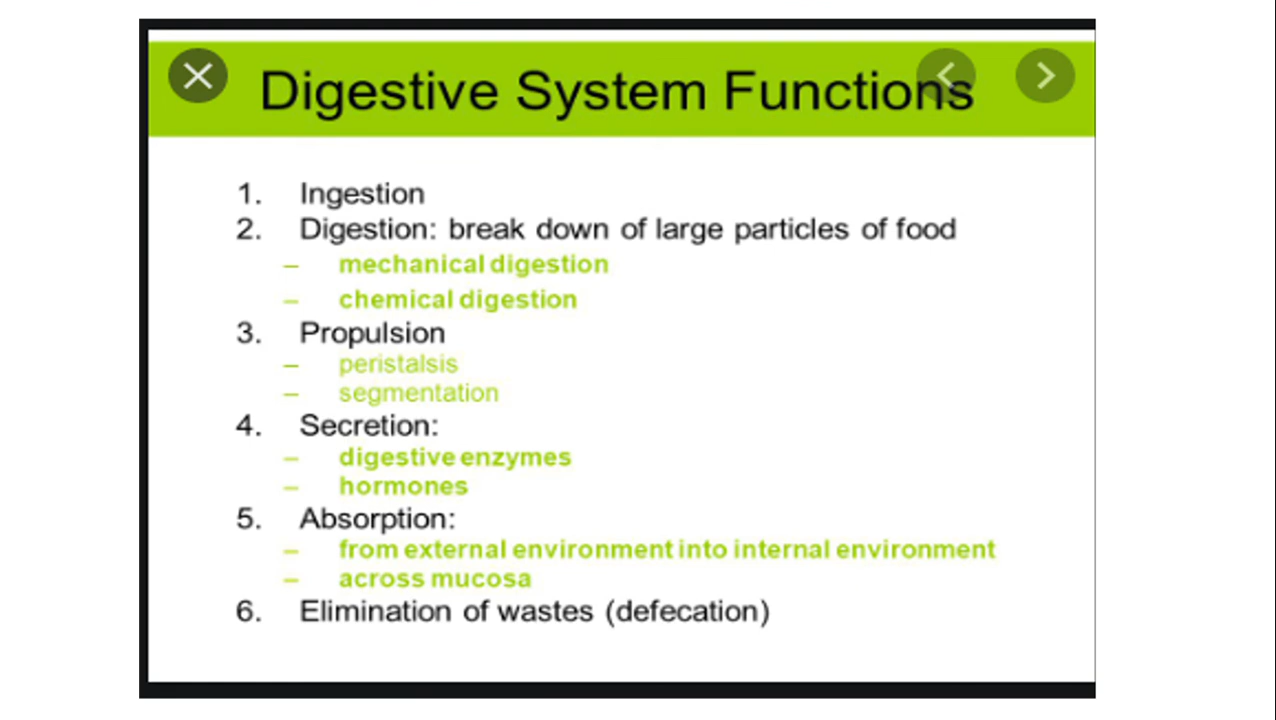 Digestive System Functions
1. Ingestion
2. Digestion: break down of large particles of food
– mechanical digestion
– chemical digestion
3. Propulsion
– peristalsis
– segmentation
4. Secretion:
– digestive enzymes
– hormones
5. Absorption:
– from external environment into internal environment
– across mucosa
6. Elimination of wastes (defecation)